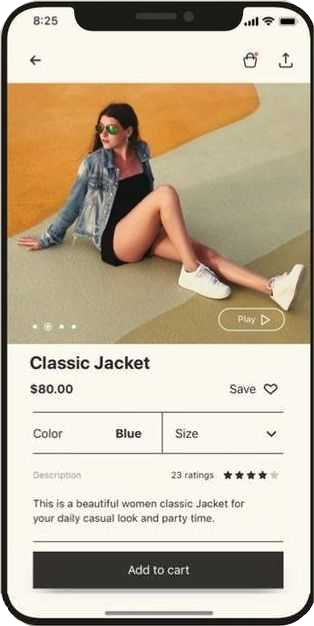 8:25
Play
Classic Jacket
$80.00 Save
Color Blue Size
Description 23 ratings
This is a beautiful women classic Jacket for
your daily casual look and party time.
Add to cart